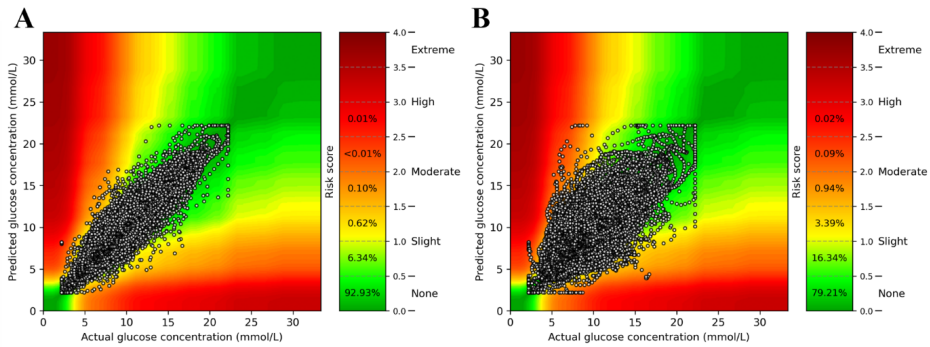 A
B
Predicted glucose concentration (mmol/L)
30
25
20
15
10
5
0
0 5 10 15 20 25 30
Actual glucose concentration (mmol/L)
Risk score
4.0
3.5
3.0
2.5
2.0
1.5
1.0
0.5
0.0
0.01%
<0.01%
0.10%
0.62%
6.34%
92.93%
Extreme
High
Moderate
Slight
None
Predicted glucose concentration (mmol/L)
30
25
20
15
10
5
0
0 5 10 15 20 25 30
Actual glucose concentration (mmol/L)
Risk score
4.0
3.5
3.0
2.5
2.0
1.5
1.0
0.5
0.0
0.02%
0.09%
0.94%
3.39%
16.34%
79.21%
Extreme
High
Moderate
Slight
None